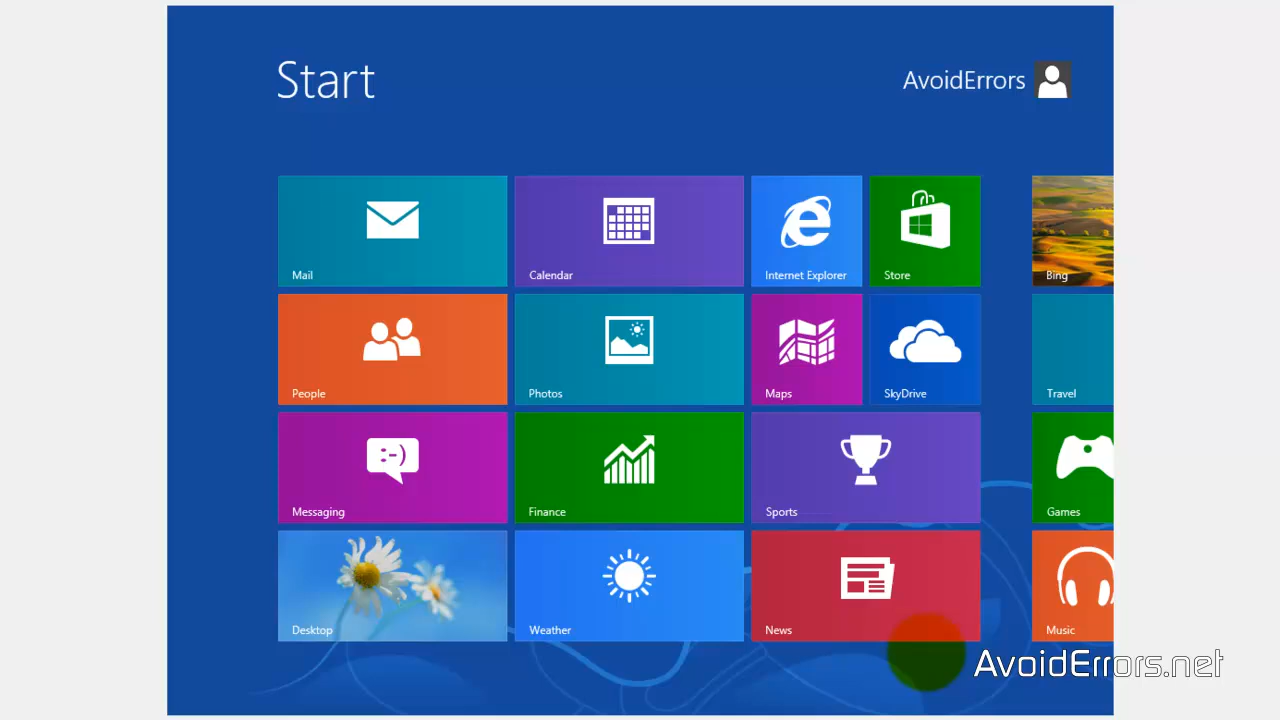 Start
AvoidErrors
Mail
Calendar
Internet Explorer
Store
Bing
People
Photos
Maps
SkyDrive
Travel
Messaging
Finance
Sports
Games
Desktop
Weather
News
Music
AvoidErrors.net